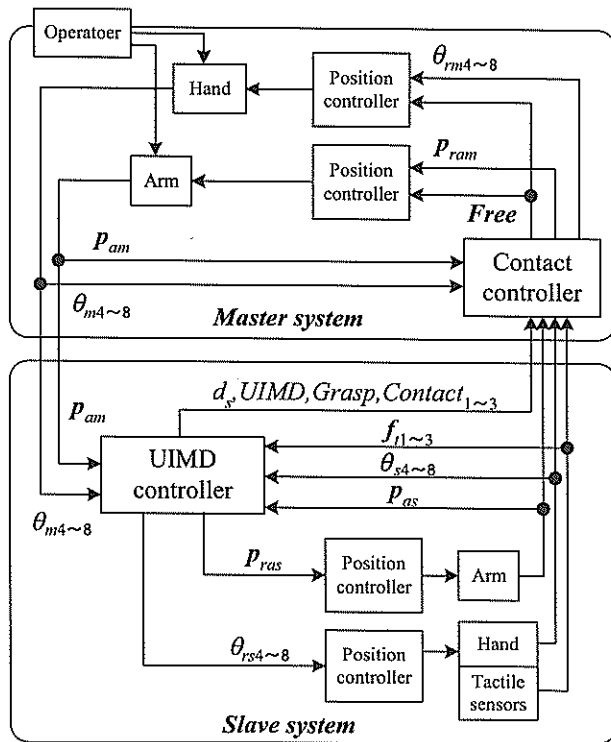 Operatoer
Hand
Position
controller
θrm4~8
Arm
Position
controller
pram
Free
pam
Contact
controller
θm4~8
Master system
ds,UIMD,Grasp,Contact1~3
pam
ft1~3
UIMD
controller
θs4~8
pas
θm4~8
pras
Position
controller
Arm
θrs4~8
Position
controller
Hand
Tactile
sensors
Slave system